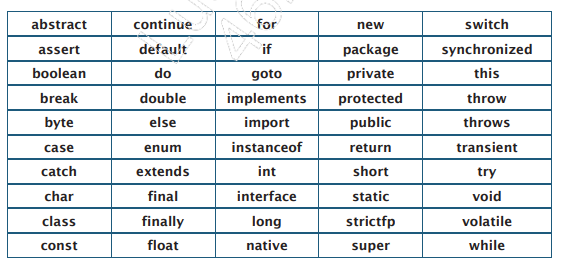 abstract continue for new switch
assert default if package synchronized
boolean do goto private this
break double implements protected throw
byte else import public throws
case enum instanceof return transient
catch extends int short try
char final interface static void
class finally long strictfp volatile
const float native super while